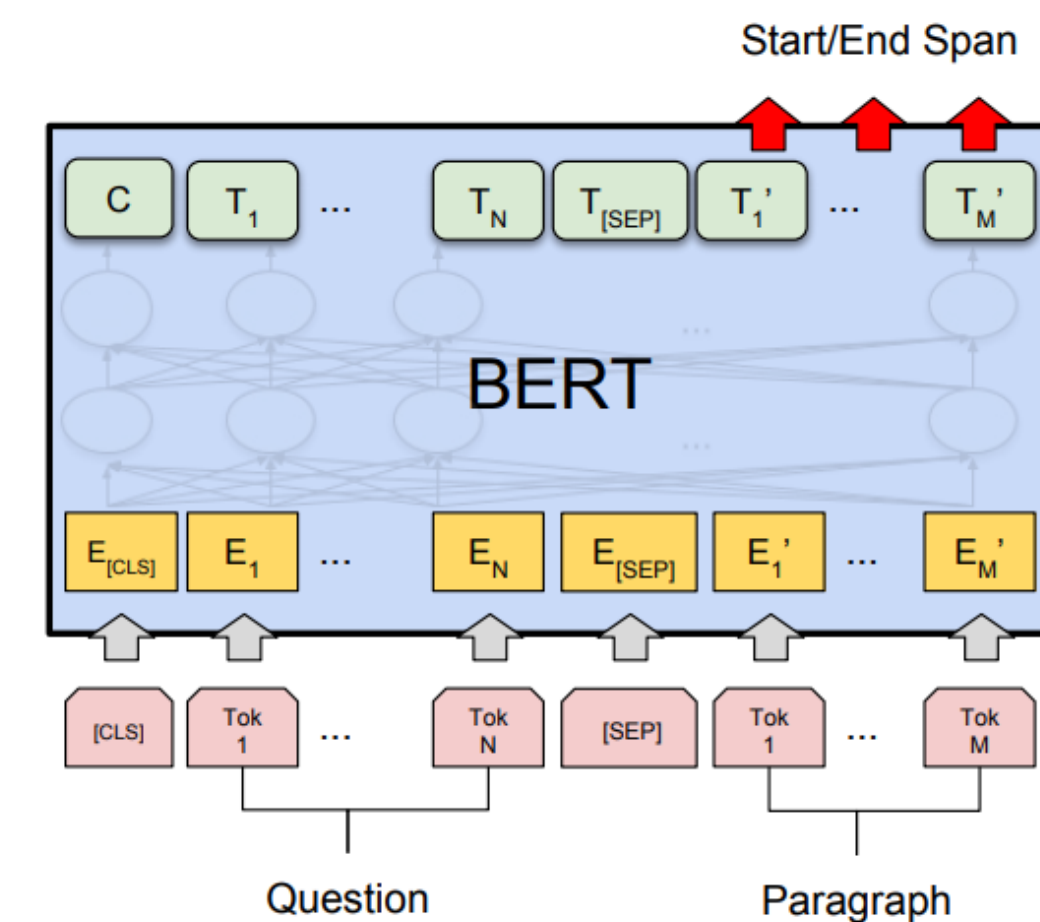 Start/End Span
C T1 ... TN T[SEP] T1’ ... TM’
...
BERT
...
E[CLS] E1 ... EN E[SEP] E1’ ... EM’
[CLS] Tok 1 ... Tok N [SEP] Tok 1 ... Tok M
Question Paragraph